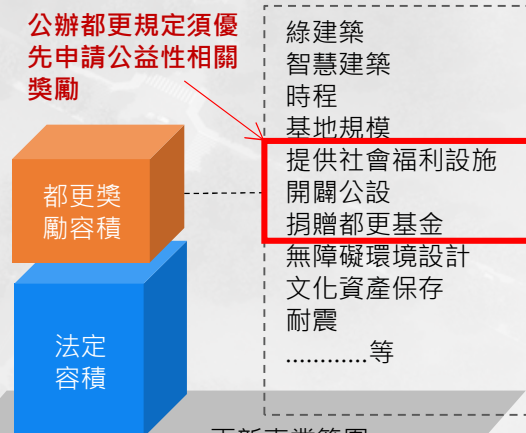 公辦都更規定須優
先申請公益性相關
獎勵
綠建築
智慧建築
時程
基地規模
提供社會福利設施
開闢公設
捐贈都更基金
無障礙環境設計
文化資產保存
耐震
............等
都更獎
勵容積
法定
容積